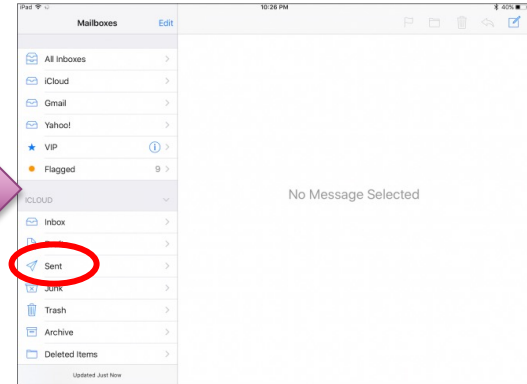 iPad 10:26 PM 40%
Mailboxes Edit
All Inboxes
iCloud
Gmail
Yahoo!
VIP
Flagged 9
iCLOUD
Inbox
Sent
Junk
Trash
Archive
Deleted Items
Updated Just Now
No Message Selected